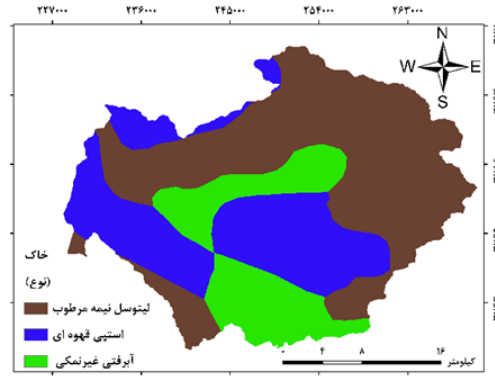 ۲۲۷۰۰۰ ۲۳۶۰۰۰ ۲۴۵۰۰۰ ۲۵۴۰۰۰ ۲۶۳۰۰۰
N
W E
S
خاک
(نوع)
لیتوسل نیمه مرطوب
استپی قهوه ای
آبرفتی غیرنمکی
۰ ۴ ۸ ۱۶
کیلومتر